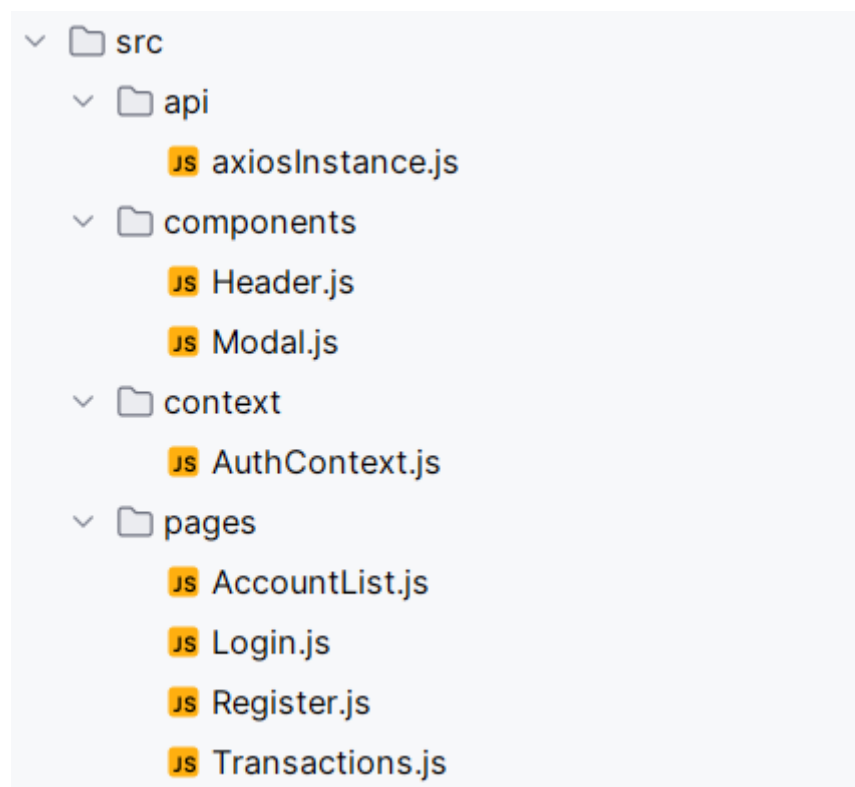 src
api
JS axiosInstance.js
components
JS Header.js
JS Modal.js
context
JS AuthContext.js
pages
JS AccountList.js
JS Login.js
JS Register.js
JS Transactions.js